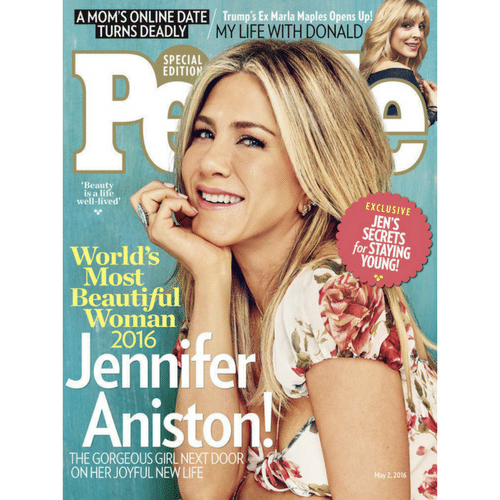 A MOM'S ONLINE DATE
TURNS DEADLY
Trump's Ex Marla Maples Opens Up!
MY LIFE WITH DONALD
SPECIAL
EDITION
Pe le
'Beauty
is a life
well-lived'
EXCLUSIVE
JEN'S
SECRETS
for STAYING
YOUNG!
World's
Most
Beautiful
Woman
2016
Jennifer
Aniston!
THE GORGEOUS GIRL NEXT DOOR
ON HER JOYFUL NEW LIFE
May 2, 2016